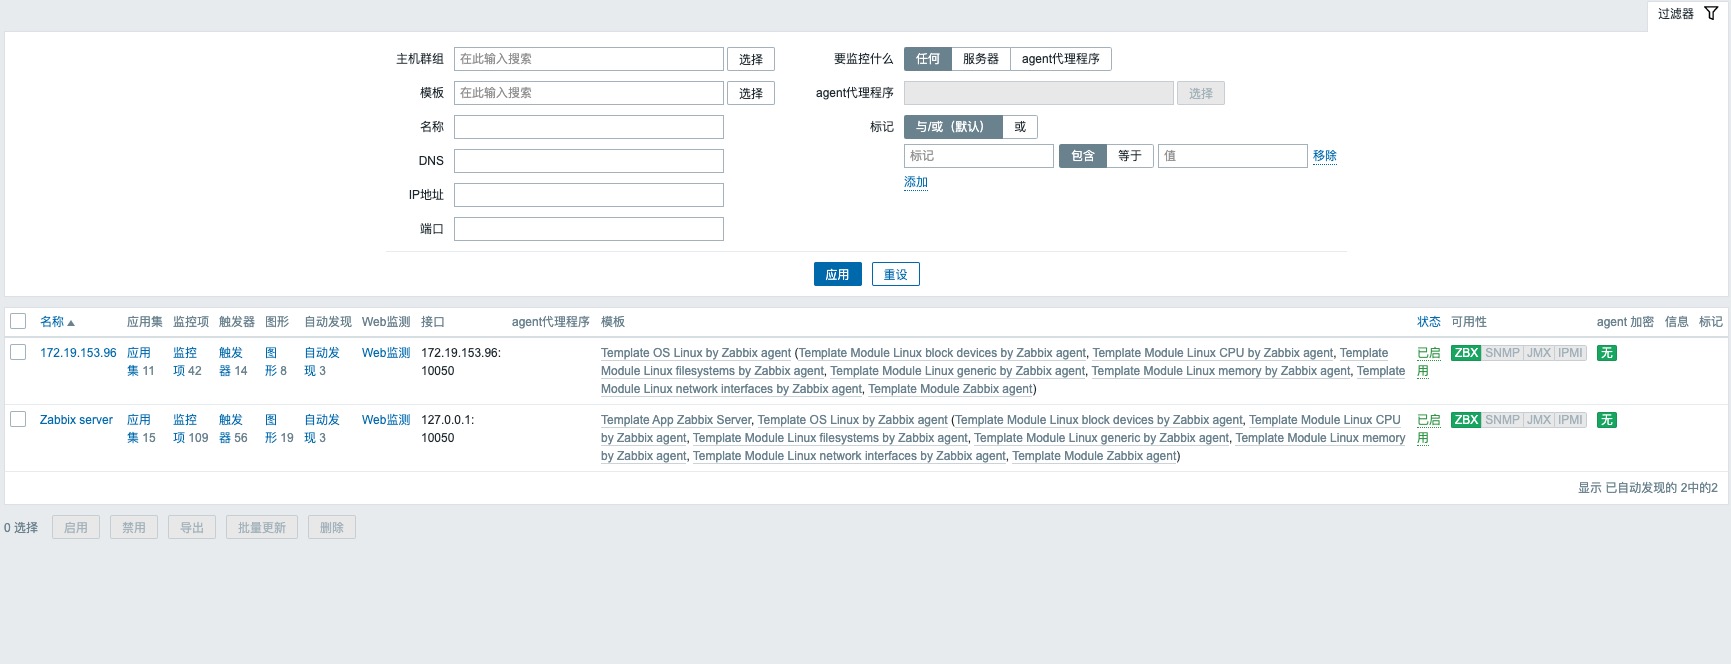 过滤器
主机群组 在此输入搜索 选择 要监控什么 任何 服务器 agent代理程序
模板 在此输入搜索 选择 agent代理程序 选择
名称 标记 与/或（默认） 或
DNS 标记 包含 等于 值 移除
添加
IP地址
端口
应用 重设
名称 应用集 监控项 触发器 图形 自动发现 Web监测 接口 agent代理程序 模板 状态 可用性 agent 加密 信息 标记
172.19.153.96 应用 监控 触发 图 自动发 Web监测 172.19.153.96: Template OS Linux by Zabbix agent (Template Module Linux block devices by Zabbix agent, Template Module Linux CPU by Zabbix agent, Template 已启 ZBX SNMP JMX IPMI 无
集 11 项 42 器 14 形 8 现 3 10050 Module Linux filesystems by Zabbix agent, Template Module Linux generic by Zabbix agent, Template Module Linux memory by Zabbix agent, Template 用
Module Linux network interfaces by Zabbix agent, Template Module Zabbix agent)
Zabbix server 应用 监控 触发 图 自动发 Web监测 127.0.0.1: Template App Zabbix Server, Template OS Linux by Zabbix agent (Template Module Linux block devices by Zabbix agent, Template Module Linux CPU 已启 ZBX SNMP JMX IPMI 无
集 15 项 109 器 56 形 19 现 3 10050 by Zabbix agent, Template Module Linux filesystems by Zabbix agent, Template Module Linux generic by Zabbix agent, Template Module Linux memory 用
by Zabbix agent, Template Module Linux network interfaces by Zabbix agent, Template Module Zabbix agent)
显示 已自动发现的 2中的2
0 选择 启用 禁用 导出 批量更新 删除